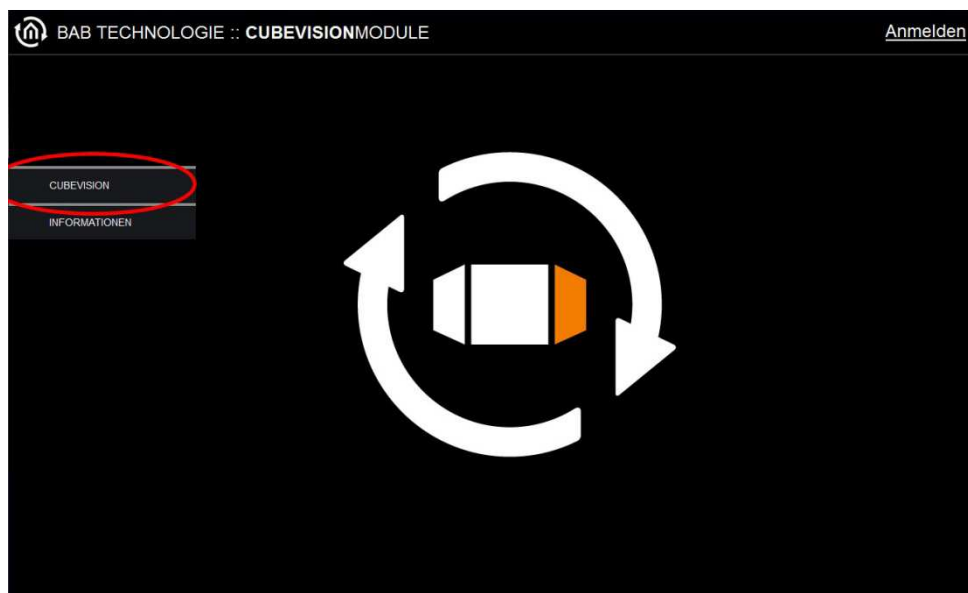 BAB TECHNOLOGIE :: CUBEVISIONMODULE
Anmelden
CUBEVISION
INFORMATIONEN